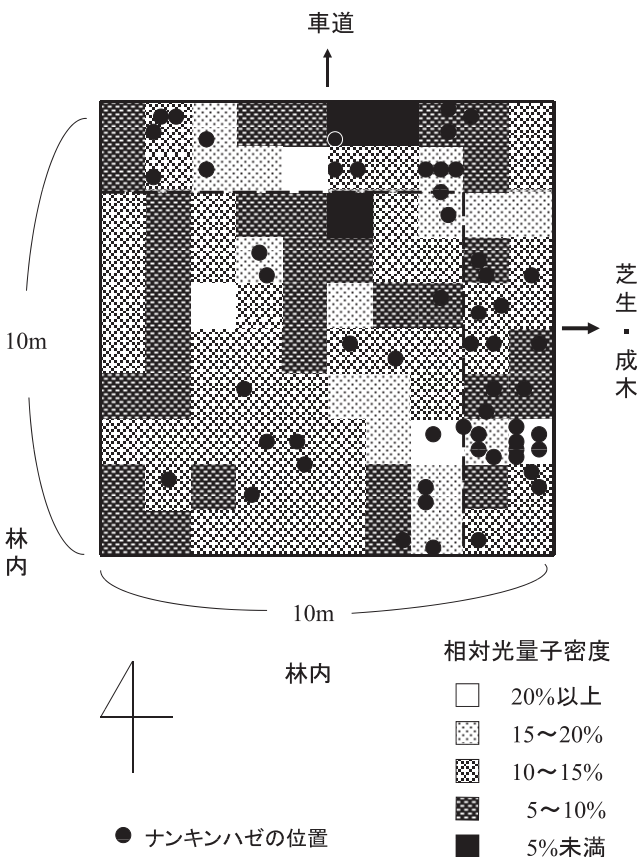 車道
10m
芝生・成木
林内
10m
林内
相対光量子密度
20%以上
15～20%
10～15%
5～10%
5%未満
ナンキンハゼの位置